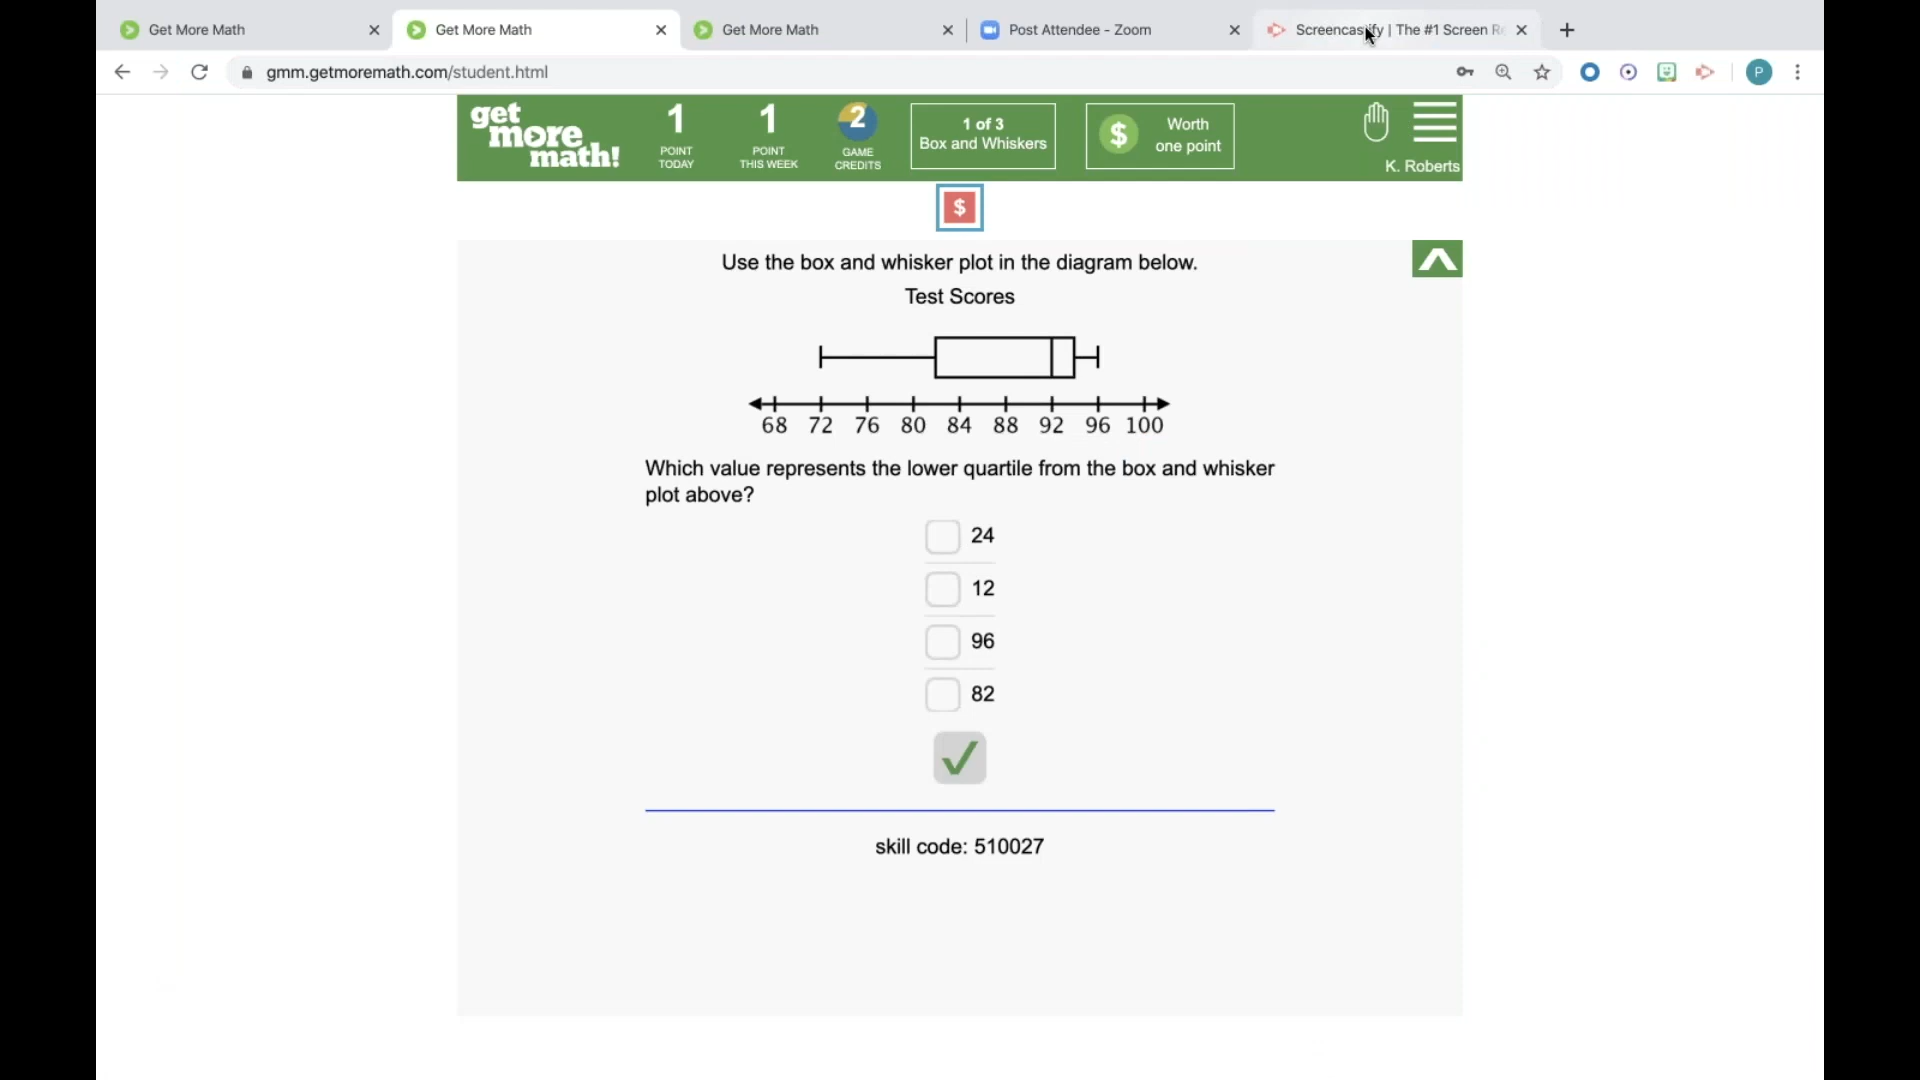 Get More Math
Get More Math
Get More Math
Post Attendee - Zoom
Screencastify | The #1 Screen Re
gmm.getmoremath.com/student.html
P
get
more
math!
1
POINT
TODAY
1
POINT
THIS WEEK
2
GAME
CREDITS
1 of 3
Box and Whiskers
$
Worth
one point
K. Roberts
$
Use the box and whisker plot in the diagram below.
Test Scores
68 72 76 80 84 88 92 96 100
Which value represents the lower quartile from the box and whisker
plot above?
24
12
96
82
skill code: 510027